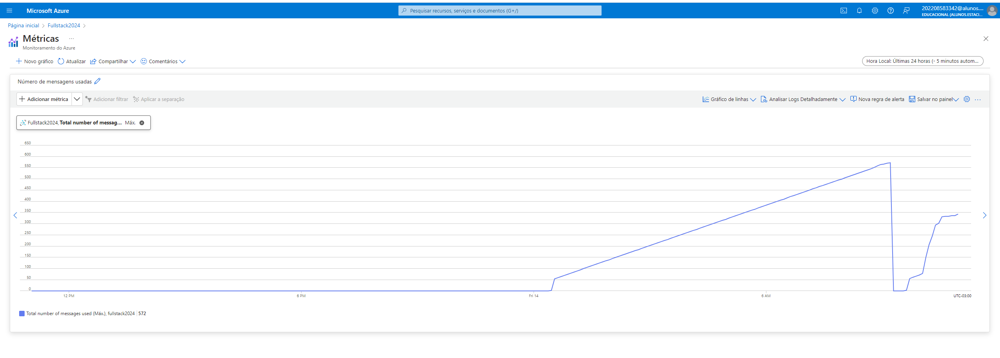 Microsoft Azure
Pesquisar recursos, serviços e documentos (G+/)
202208583342@alunos....
EDUCACIONAL (ALUNOS.ESTACI...
Página inicial > Fullstack2024 >
Métricas ...
Monitoramento do Azure
Novo gráfico Atualizar Compartilhar Comentários
Hora Local: Últimas 24 horas (- 5 minutos autom...
Número de mensagens usadas
Adicionar métrica Adicionar filtrar Aplicar a separação
Gráfico de linhas Analisar Logs Detalhadamente Nova regra de alerta Salvar no painel ...
Fullstack2024, Total number of messag... Máx.
650
600
550
500
450
400
350
300
250
200
150
100
50
0
12 PM 6 PM Fri 14 6 AM UTC-03:00
Total number of messages used (Máx.), fullstack2024 | 572